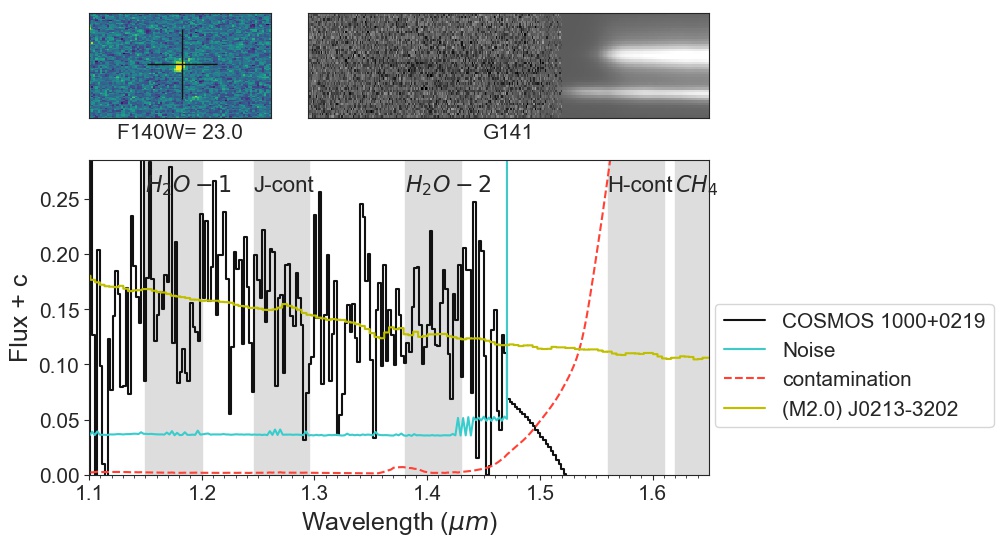 F140W= 23.0
G141
H₂O − 1
J-cont
H₂O − 2
H-cont
CH₄
0.25
0.20
0.15
0.10
0.05
0.00
Flux + c
1.1
1.2
1.3
1.4
1.5
1.6
Wavelength (μm)
COSMOS 1000+0219
Noise
contamination
(M2.0) J0213-3202